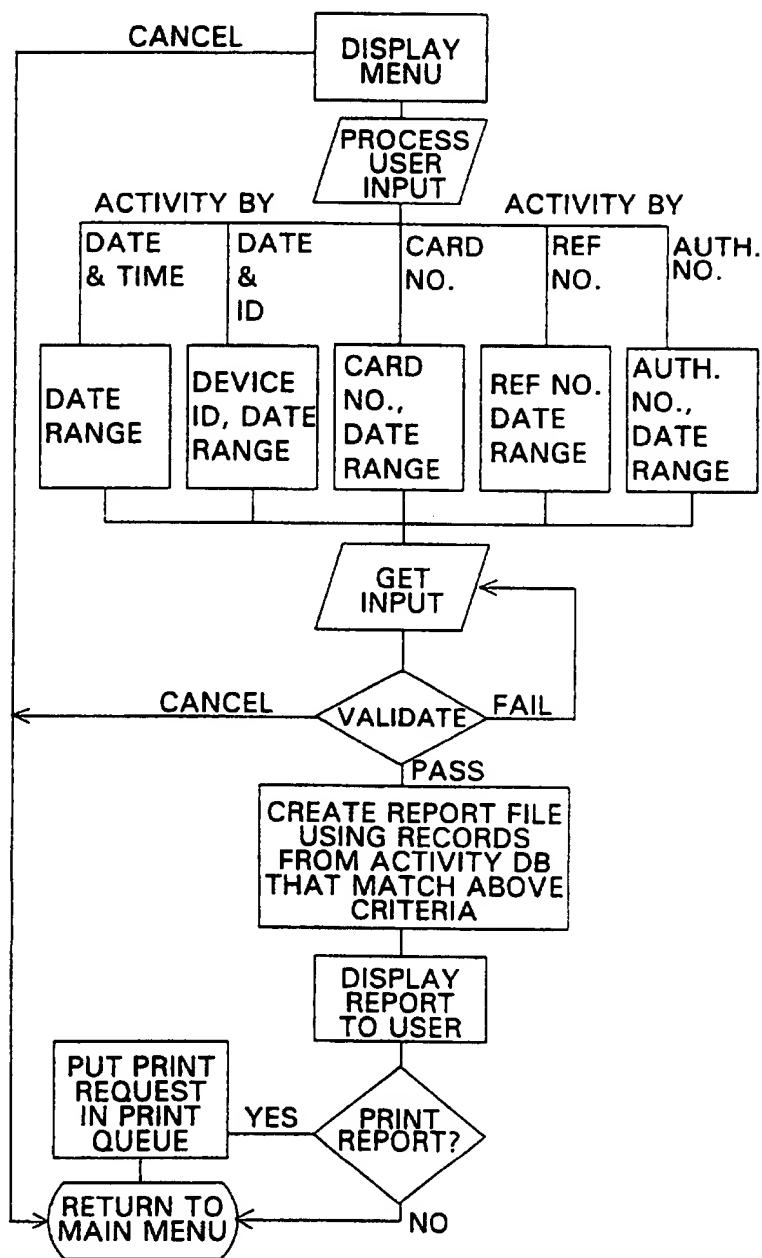 CANCEL
DISPLAY
MENU
PROCESS
USER
INPUT
ACTIVITY BY
ACTIVITY BY
DATE
& TIME
DATE
&
ID
CARD
NO.
REF
NO.
AUTH.
NO.
DATE
RANGE
DEVICE
ID, DATE
RANGE
CARD
NO.,
DATE
RANGE
REF NO.
DATE
RANGE
AUTH.
NO.,
DATE
RANGE
GET
INPUT
CANCEL
VALIDATE
FAIL
PASS
CREATE REPORT FILE
USING RECORDS
FROM ACTIVITY DB
THAT MATCH ABOVE
CRITERIA
DISPLAY
REPORT
TO USER
PUT PRINT
REQUEST
IN PRINT
QUEUE
YES
PRINT
REPORT?
NO
RETURN TO
MAIN MENU